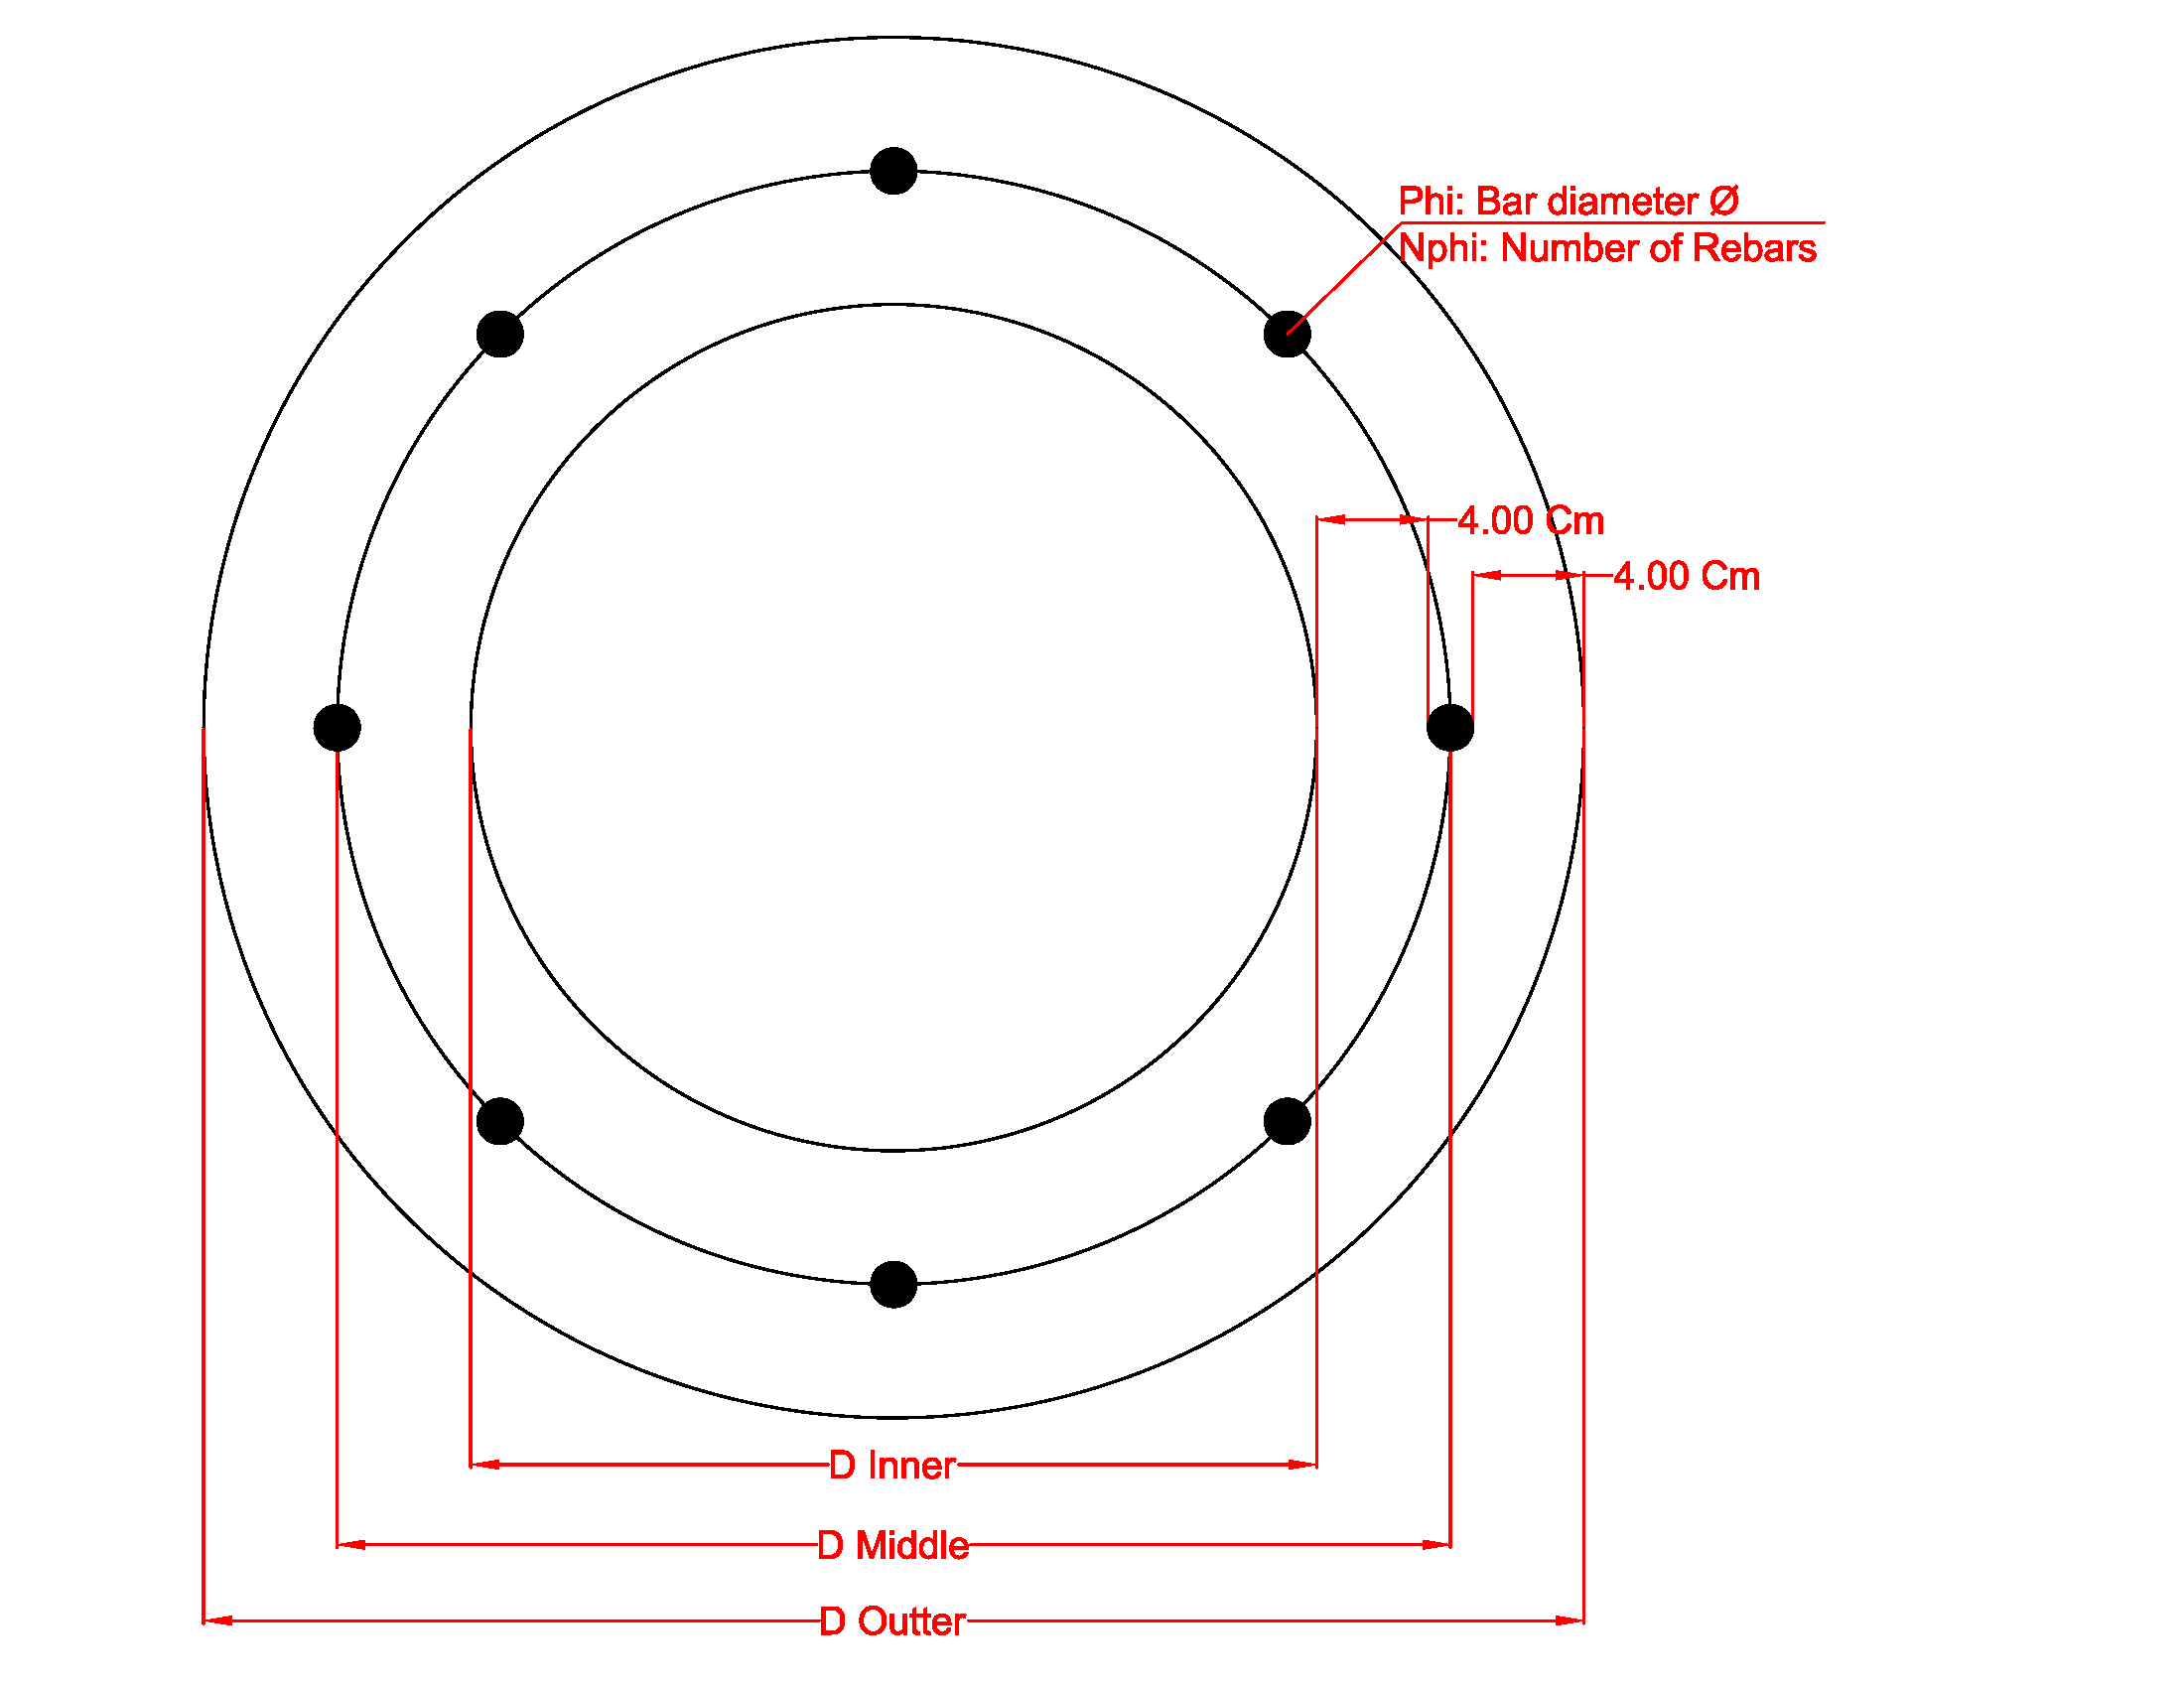 Phi: Bar diameter Ø
Nphi: Number of Rebars
4.00 Cm
4.00 Cm
D Inner
D Middle
D Outter